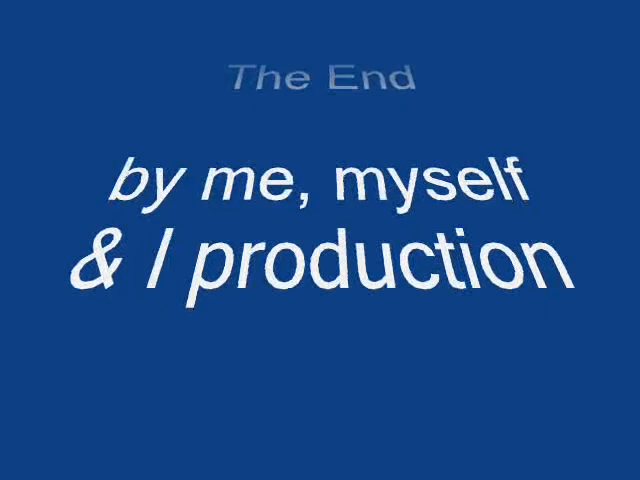 The End
by me, myself
& I production